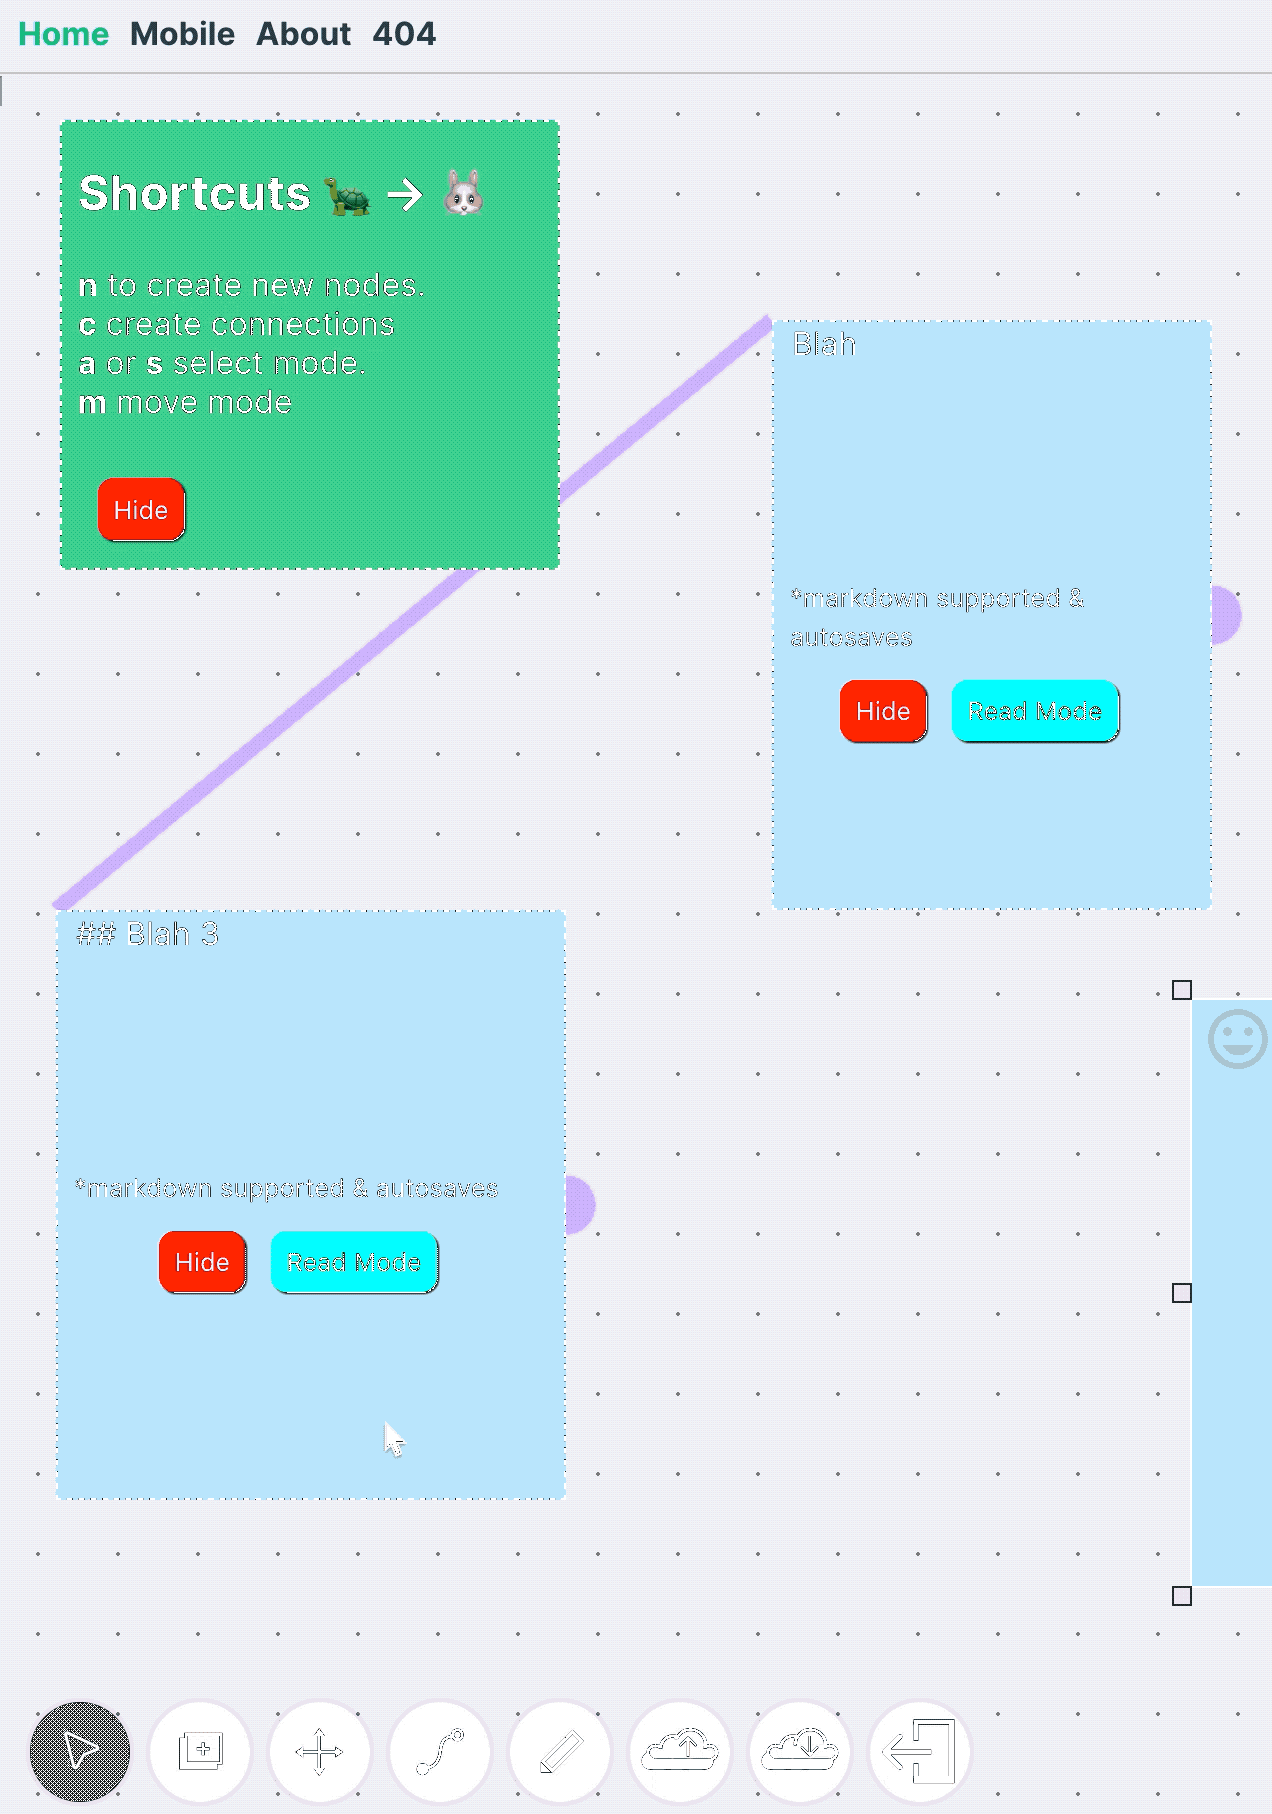 Home Mobile About 404
Shortcuts 🐢 → 🐰
n to create new nodes.
c create connections
a or s select mode.
m move mode
Hide
Blah
*markdown supported &
autosaves
Hide Read Mode
## Blah 3
*markdown supported & autosaves
Hide Read Mode